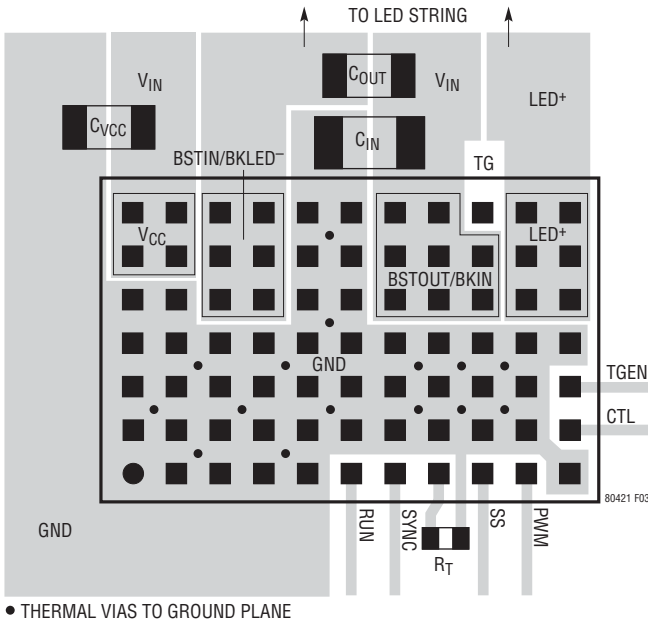 TO LED STRING
VIN
COUT
VIN
LED+
CVCC
CIN
BSTIN/BKLED–
TG
VCC
LED+
BSTOUT/BKIN
GND
TGEN
CTL
80421 F03
GND
RUN
SYNC
RT
SS
PWM
● THERMAL VIAS TO GROUND PLANE